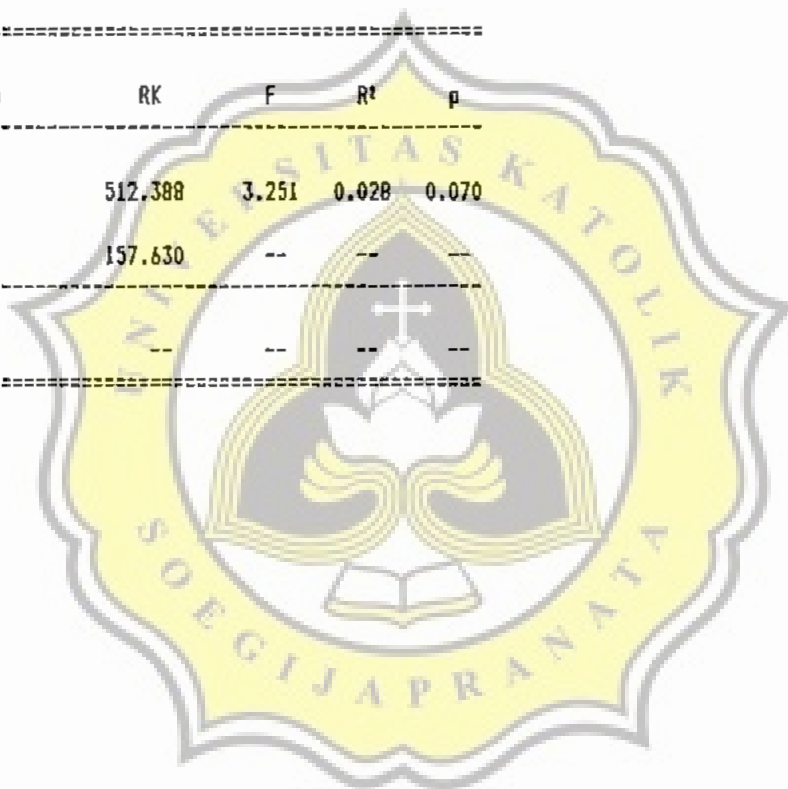 RK F R² p
512.388 3.251 0.028 0.070
157.630 -- -- --
-- -- -- --
UNIVERSITAS KATOLIK
SOEGIJAPRANATA